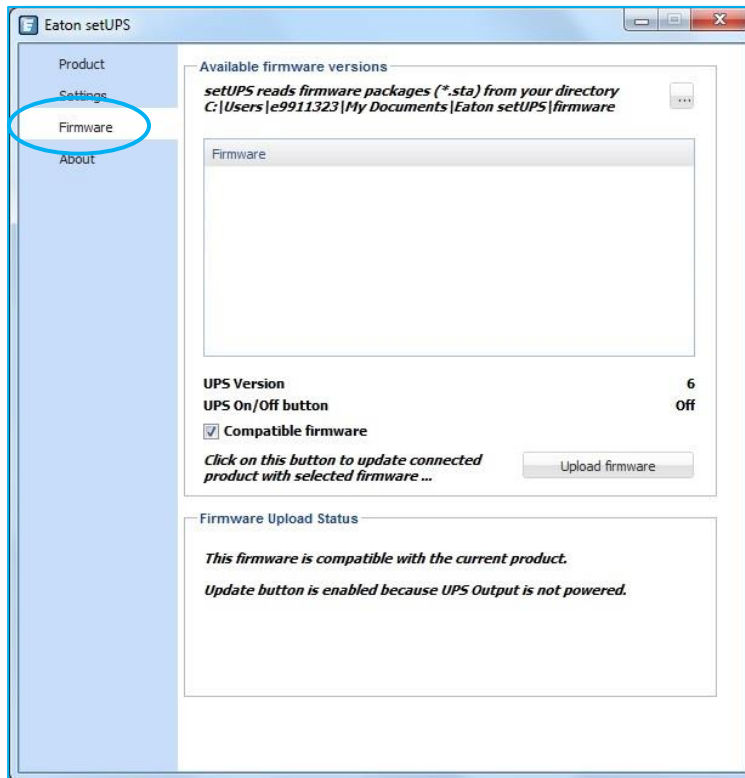 Eaton setUPS
Product
Settings
Firmware
About
Available firmware versions
setUPS reads firmware packages (*.sta) from your directory
C:|Users|e9911323|My Documents|Eaton setUPS|firmware
...
Firmware
UPS Version 6
UPS On/Off button Off
Compatible firmware
Click on this button to update connected
product with selected firmware ...
Upload firmware
Firmware Upload Status
This firmware is compatible with the current product.
Update button is enabled because UPS Output is not powered.